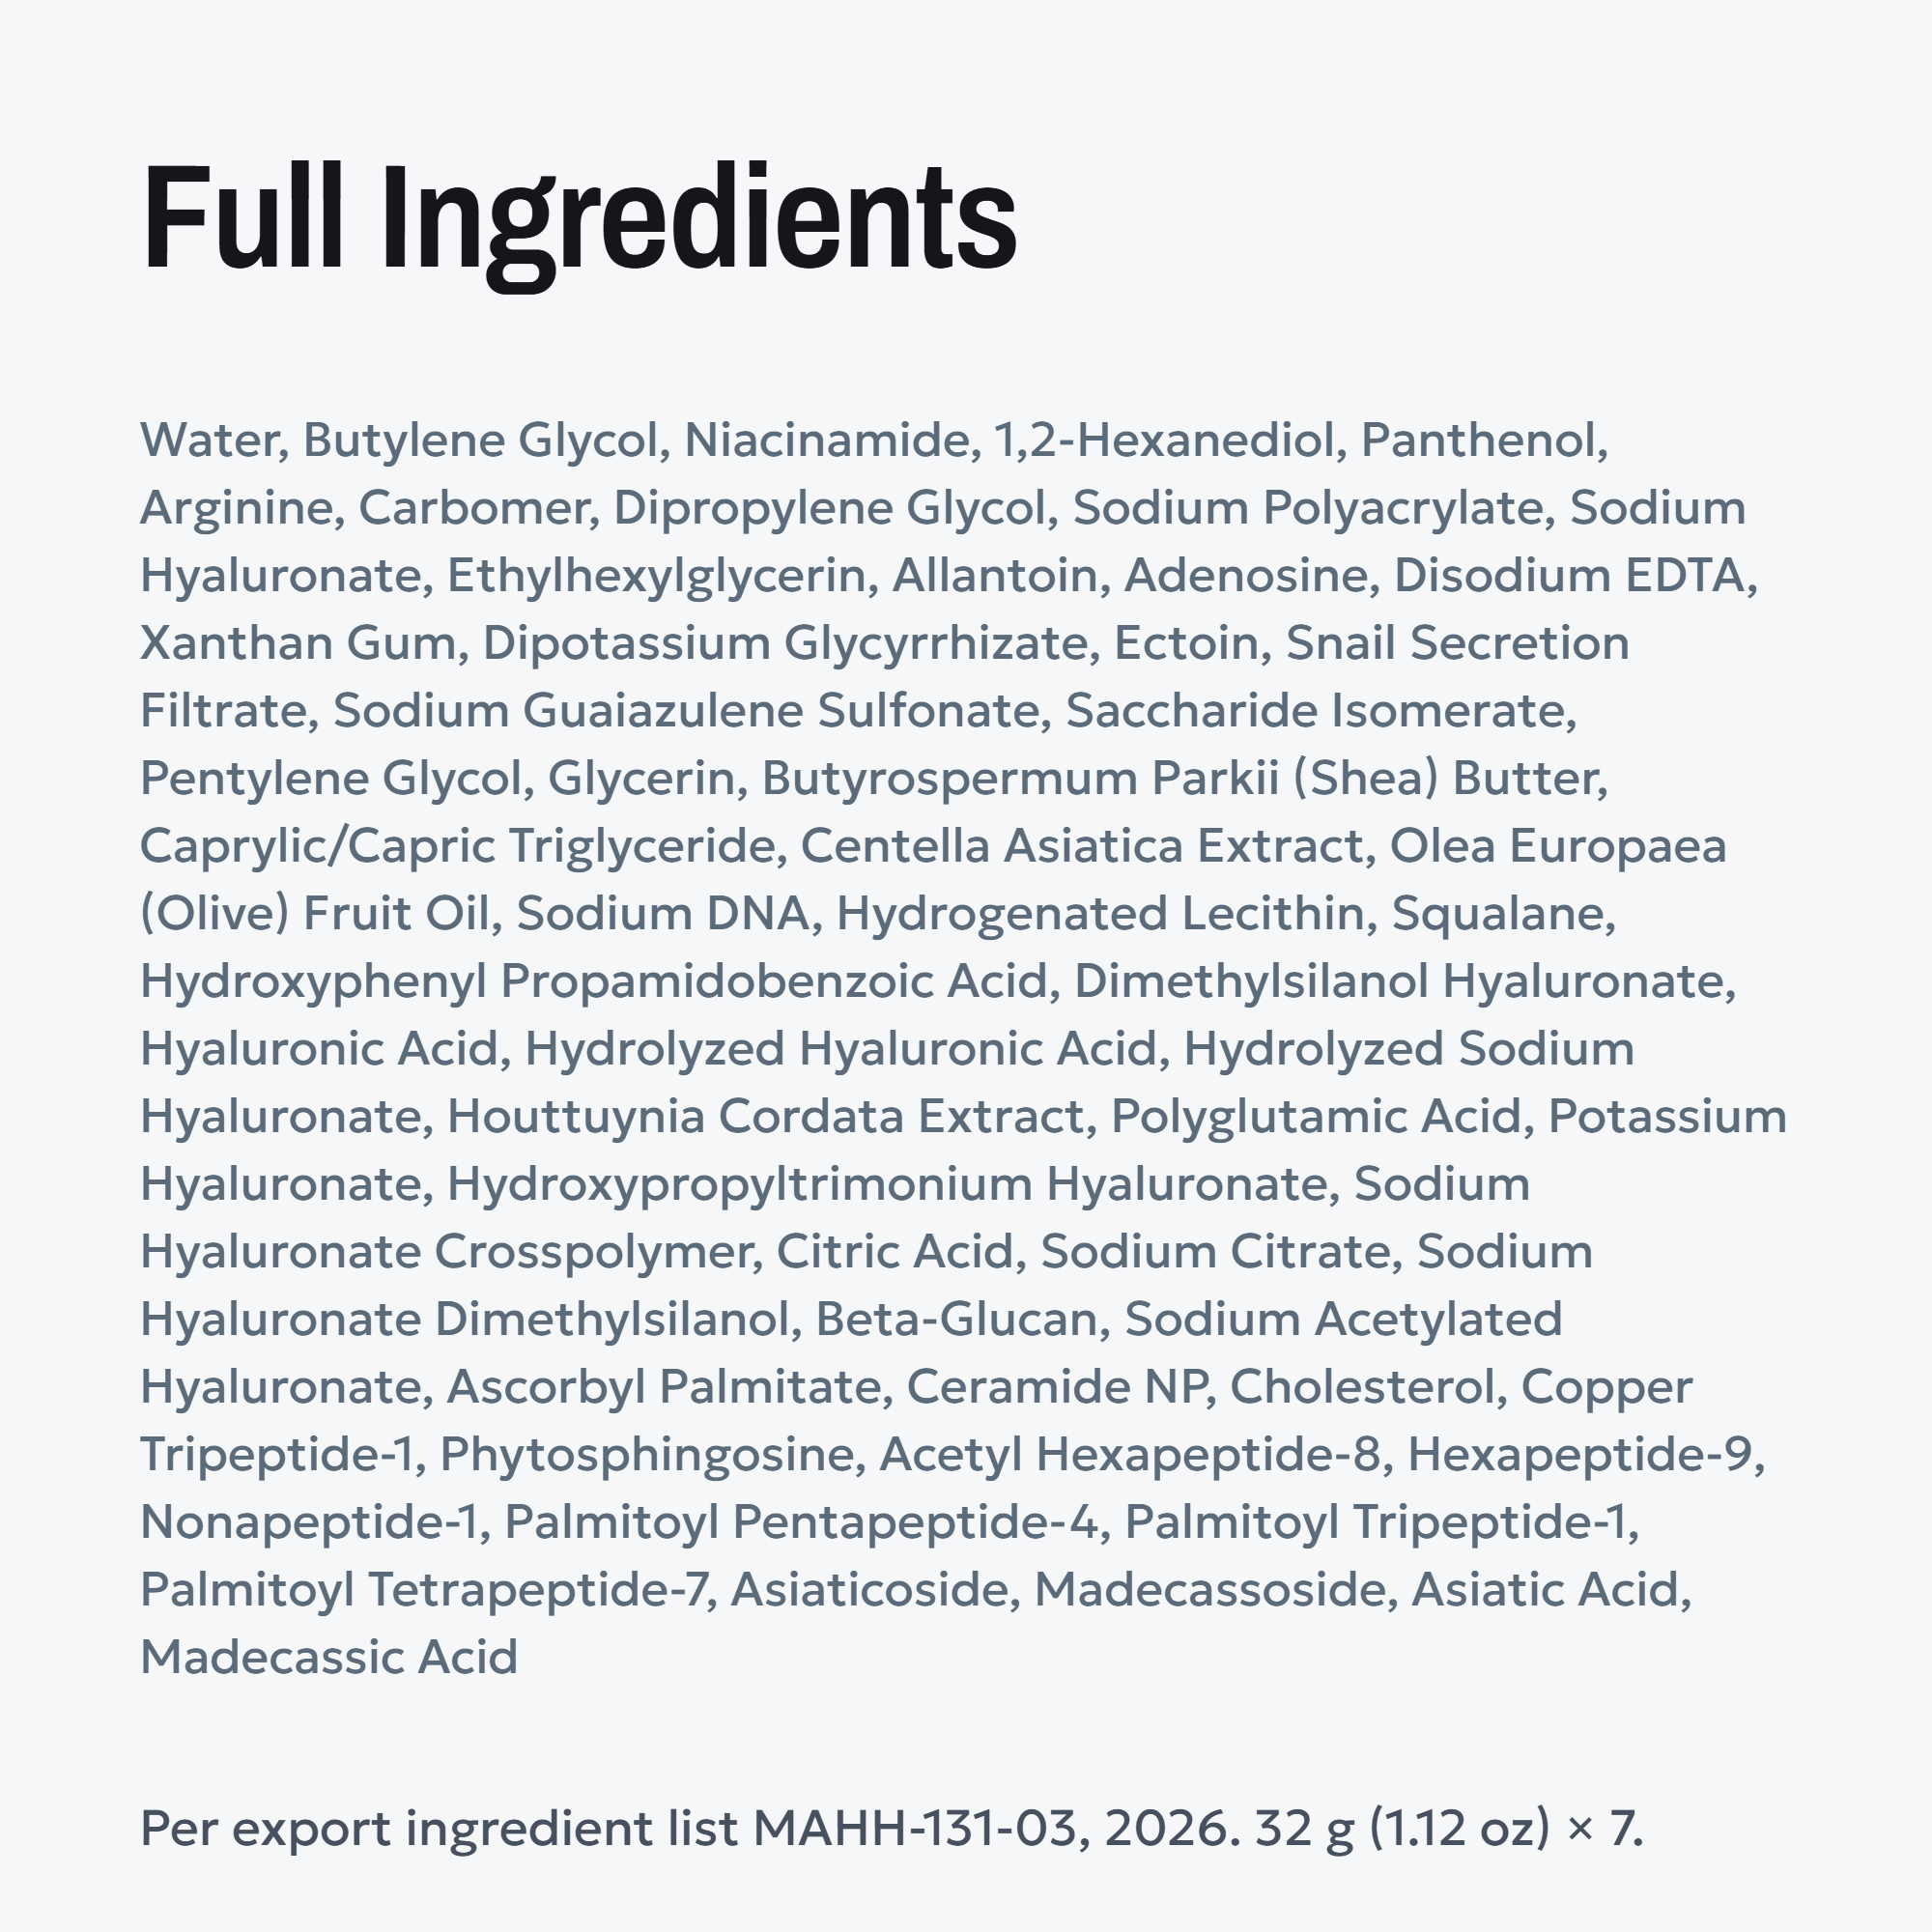 Full Ingredients
Water, Butylene Glycol, Niacinamide, 1,2-Hexanediol, Panthenol,
Arginine, Carbomer, Dipropylene Glycol, Sodium Polyacrylate, Sodium
Hyaluronate, Ethylhexylglycerin, Allantoin, Adenosine, Disodium EDTA,
Xanthan Gum, Dipotassium Glycyrrhizate, Ectoin, Snail Secretion
Filtrate, Sodium Guaiazulene Sulfonate, Saccharide Isomerate,
Pentylene Glycol, Glycerin, Butyrospermum Parkii (Shea) Butter,
Caprylic/Capric Triglyceride, Centella Asiatica Extract, Olea Europaea
(Olive) Fruit Oil, Sodium DNA, Hydrogenated Lecithin, Squalane,
Hydroxyphenyl Propamidobenzoic Acid, Dimethylsilanol Hyaluronate,
Hyaluronic Acid, Hydrolyzed Hyaluronic Acid, Hydrolyzed Sodium
Hyaluronate, Houttuynia Cordata Extract, Polyglutamic Acid, Potassium
Hyaluronate, Hydroxypropyltrimonium Hyaluronate, Sodium
Hyaluronate Crosspolymer, Citric Acid, Sodium Citrate, Sodium
Hyaluronate Dimethylsilanol, Beta-Glucan, Sodium Acetylated
Hyaluronate, Ascorbyl Palmitate, Ceramide NP, Cholesterol, Copper
Tripeptide-1, Phytosphingosine, Acetyl Hexapeptide-8, Hexapeptide-9,
Nonapeptide-1, Palmitoyl Pentapeptide-4, Palmitoyl Tripeptide-1,
Palmitoyl Tetrapeptide-7, Asiaticoside, Madecassoside, Asiatic Acid,
Madecassic Acid
Per export ingredient list MAHH-131-03, 2026. 32 g (1.12 oz) × 7.